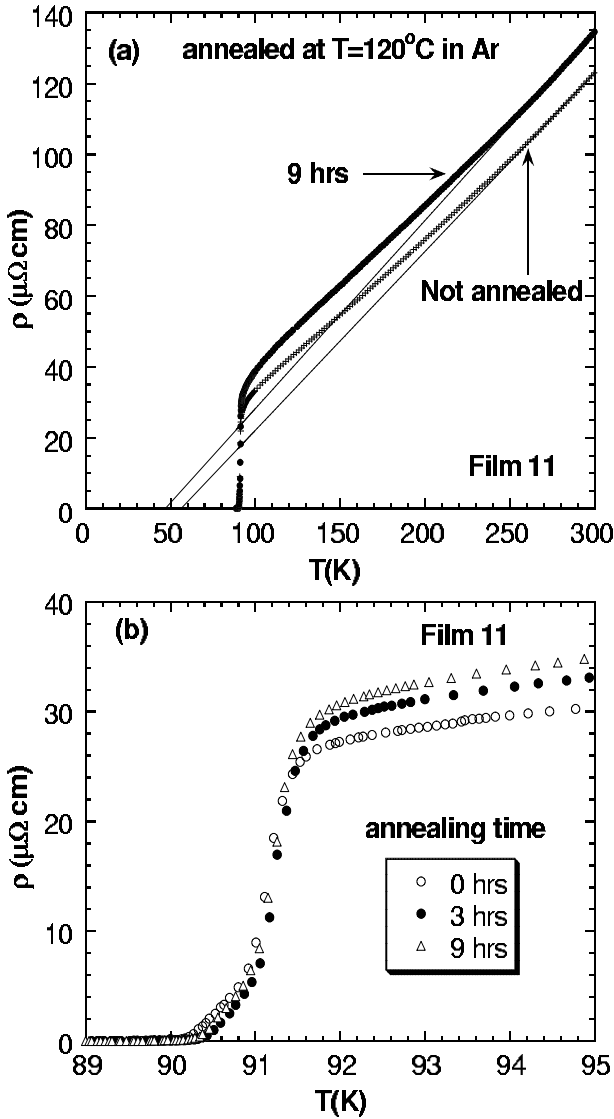 (a) annealed at T=120°C in Ar
140
120
100
80
60
40
20
0
ρ (μΩcm)
9 hrs
Not annealed
Film 11
0 50 100 150 200 250 300
T(K)
(b) Film 11
40
30
20
10
0
ρ (μΩcm)
annealing time
0 hrs
3 hrs
9 hrs
89 90 91 92 93 94 95
T(K)